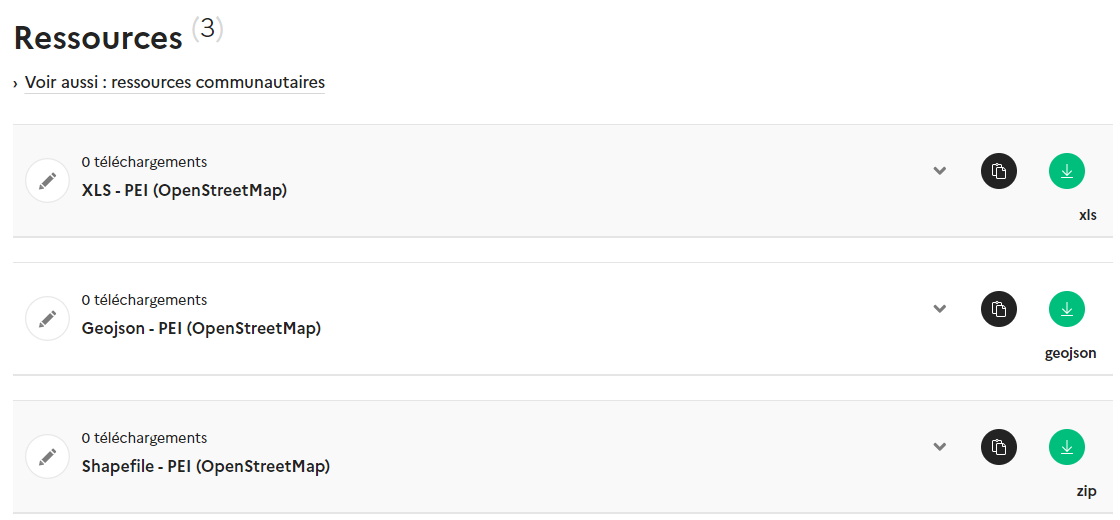 Ressources (3)
› Voir aussi : ressources communautaires
0 téléchargements
XLS - PEI (OpenStreetMap)
xls
0 téléchargements
Geojson - PEI (OpenStreetMap)
geojson
0 téléchargements
Shapefile - PEI (OpenStreetMap)
zip